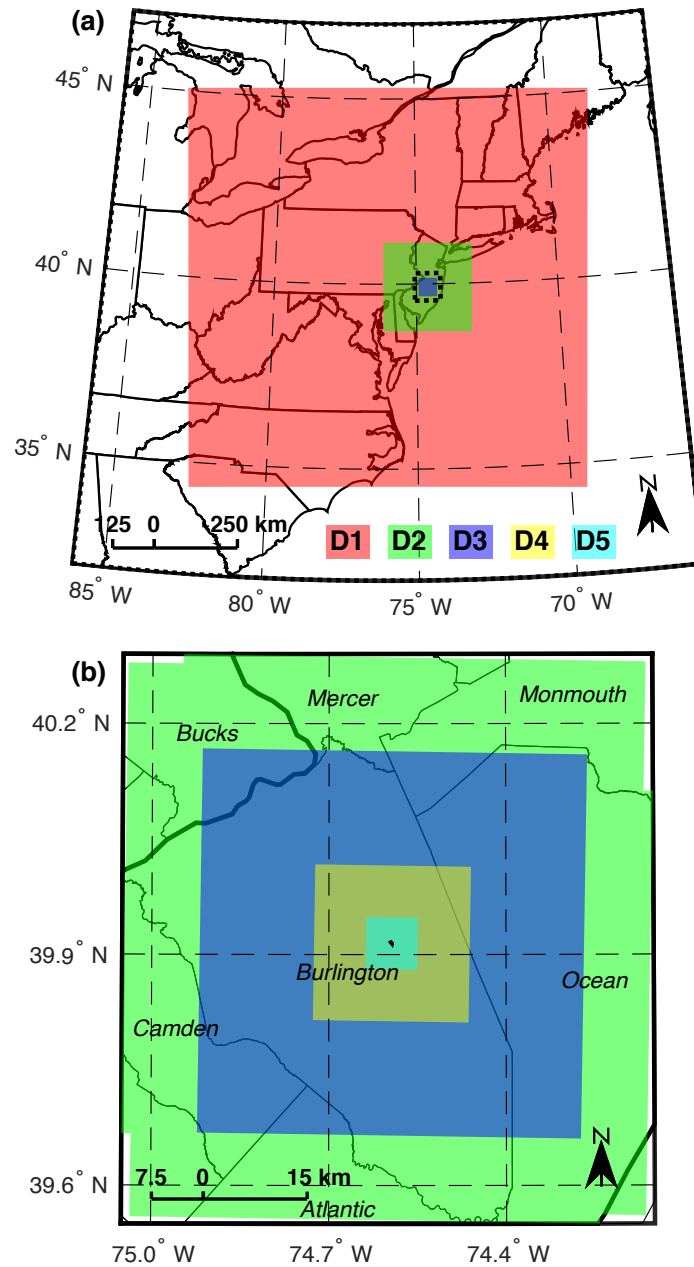 (a)
45° N
40° N
35° N
125 0 250 km
D1 D2 D3 D4 D5
N
85° W
80° W
75° W
70° W
(b)
Mercer
Monmouth
40.2° N
Bucks
39.9° N
Burlington
Ocean
Camden
N
7.5 0 15 km
39.6° N
Atlantic
75.0° W 74.7° W 74.4° W